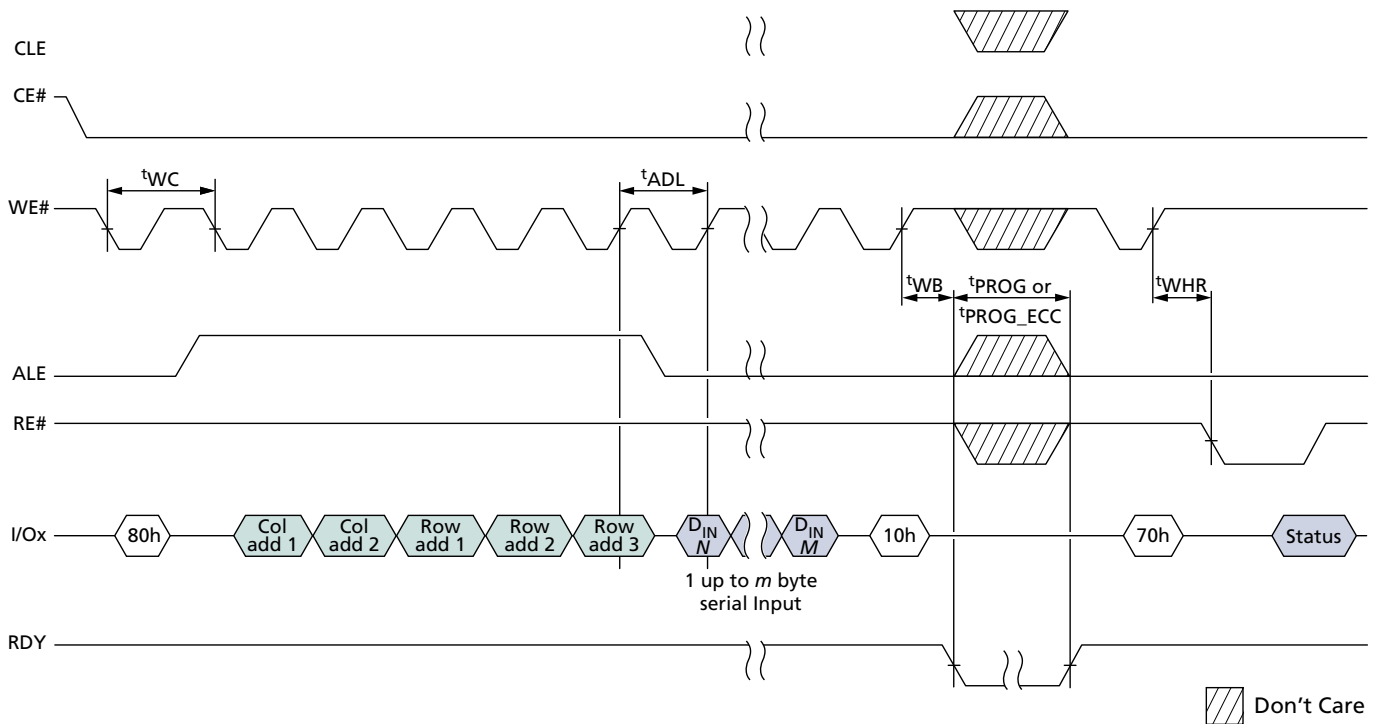 CLE
CE#
tWC
tADL
WE#
tWB
tPROG or
tPROG_ECC
tWHR
ALE
RE#
I/Ox
80h
Col
add 1
Col
add 2
Row
add 1
Row
add 2
Row
add 3
DIN
N
DIN
M
10h
70h
Status
1 up to m byte
serial Input
RDY
Don't Care